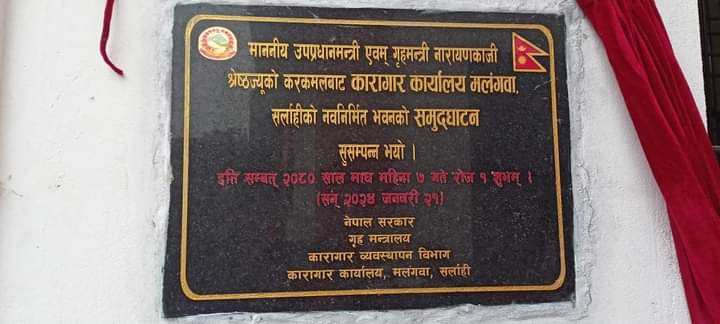 माननीय उपप्रधानमन्त्री एवम् गृहमन्त्री नारायणकाजी
श्रेष्ठज्यूको करकमलबाट कारागार कार्यालय मलंगवा,
सर्लाहीको नवनिर्मित भवनको समुद्घाटन
सुसम्पन्न भयो ।
इति सम्बत् २०८० साल माघ महिना ७ गते रोज १ शुभम् ।
(सन् २०२४ जनवरी २१)
नेपाल सरकार
गृह मन्त्रालय
कारागार व्यवस्थापन विभाग
कारागार कार्यालय, मलंगवा, सर्लाही